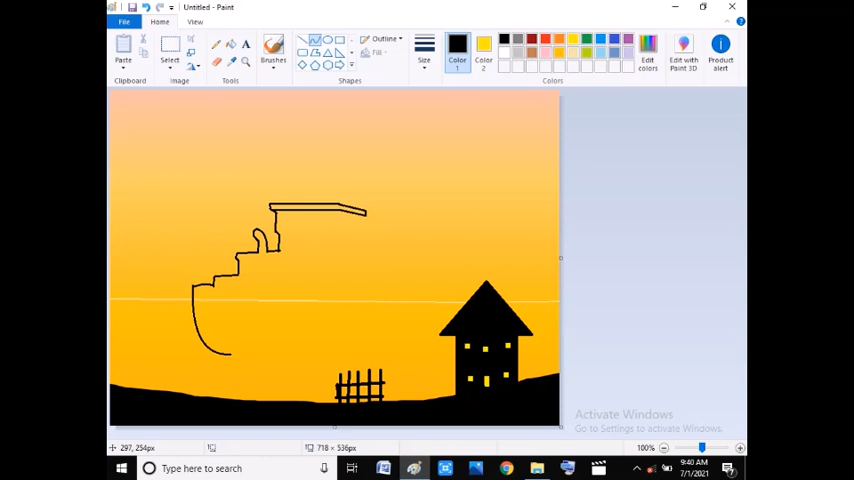 Untitled - Paint
File
Home
View
Paste
Select
A
Brushes
Outline
Fill
Size
Color
1
Color
2
Edit
colors
Edit with
Paint 3D
Product
alert
Clipboard
Image
Tools
Shapes
Colors
Activate Windows
Go to Settings to activate Windows.
297, 254px
718 × 536px
100%
Type here to search
9:40 AM
7/1/2021